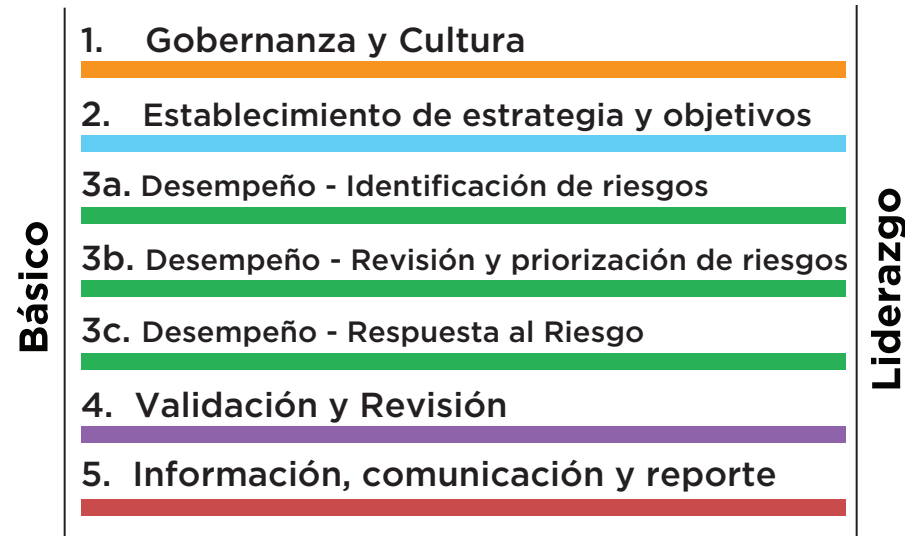 Básico
1. Gobernanza y Cultura
2. Establecimiento de estrategia y objetivos
3a. Desempeño - Identificación de riesgos
3b. Desempeño - Revisión y priorización de riesgos
3c. Desempeño - Respuesta al Riesgo
4. Validación y Revisión
5. Información, comunicación y reporte
Liderazgo